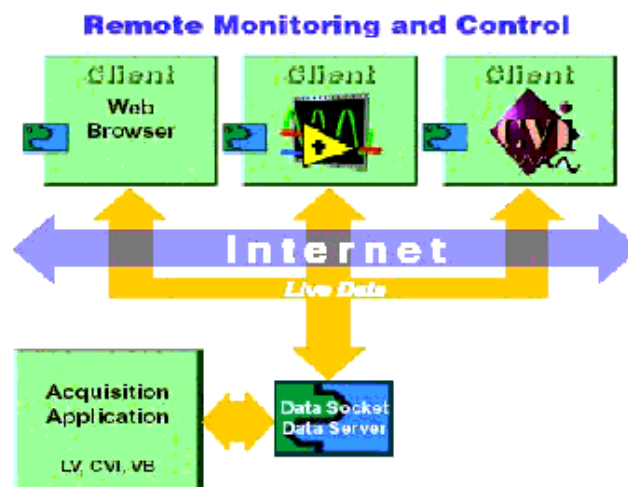 Remote Monitoring and Control
Client
Web
Browser
Client
Client
CVI
Internet
Live Data
Acquisition
Application
LV, CVI, VB
Data Socket
Data Server